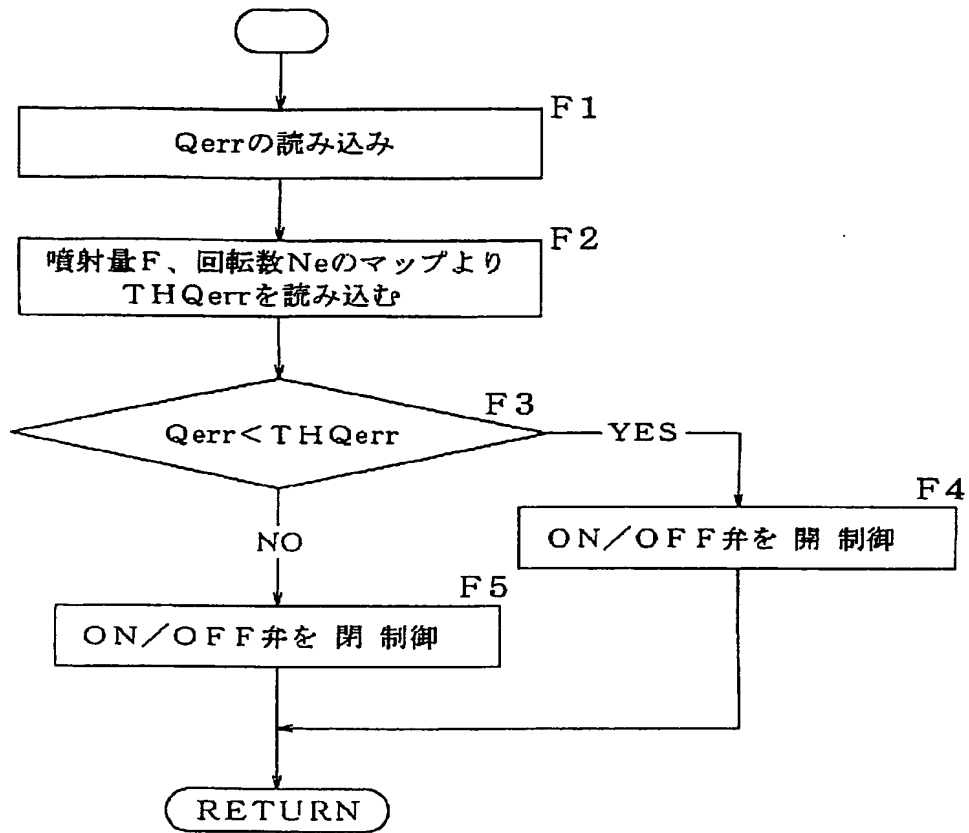 F1
Qerrの読み込み
F2
噴射量F、回転数Neのマップより
THQerrを読み込む
F3
Qerr<THQerr
YES
F4
ON/OFF弁を 開 制御
NO
F5
ON/OFF弁を 閉 制御
RETURN